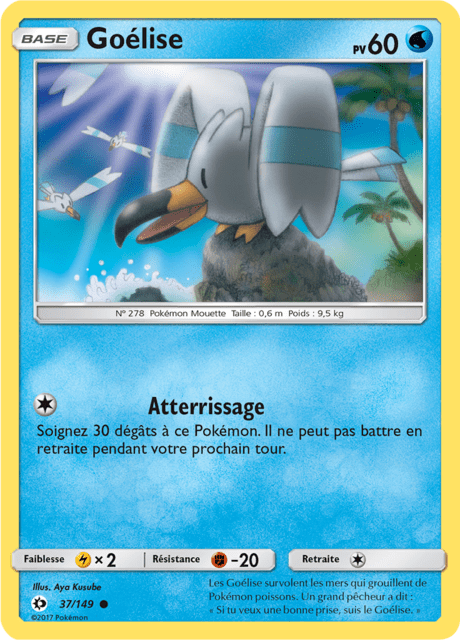 BASE Goélise PV60
N° 278 Pokémon Mouette Taille : 0,6 m Poids : 9,5 kg
Atterrissage
Soignez 30 dégâts à ce Pokémon. Il ne peut pas battre en
retraite pendant votre prochain tour.
Faiblesse ×2 Résistance -20 Retraite
Illus. Aya Kusube
37/149
©2017 Pokémon
Les Goélise survolent les mers qui grouillent de
Pokémon poissons. Un grand pêcheur a dit :
« Si tu veux une bonne prise, suis le Goélise. »